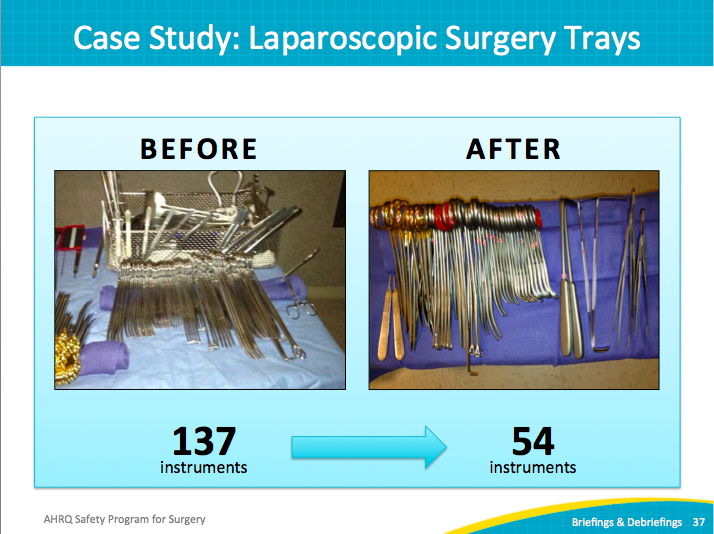 Case Study: Laparoscopic Surgery Trays
BEFORE
AFTER
137
instruments
54
instruments
AHRQ Safety Program for Surgery
Briefings & Debriefings 37